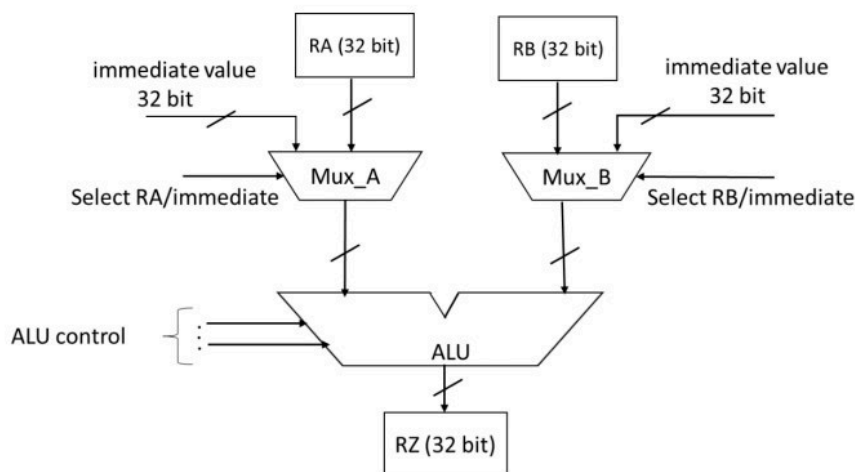 RA (32 bit)
RB (32 bit)
immediate value
32 bit
immediate value
32 bit
Mux_A
Mux_B
Select RA/immediate
Select RB/immediate
ALU control
ALU
RZ (32 bit)